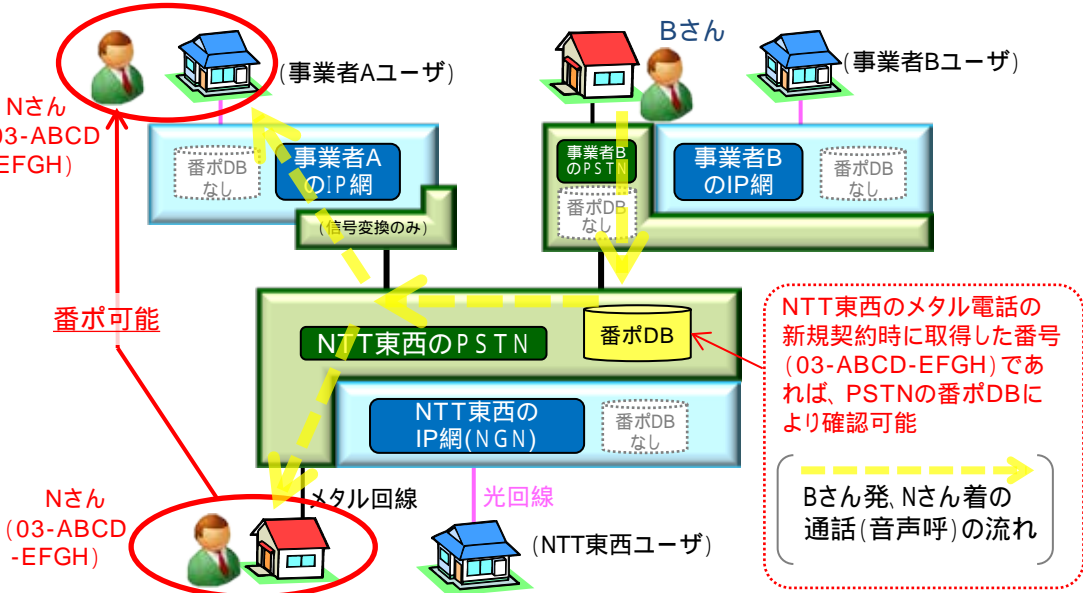 Bさん
(事業者Aユーザ)
(事業者Bユーザ)
Nさん
03-ABCD
EFGH)
番ポDB
なし
事業者A
のIP網
事業者B
のPSTN
番ポDB
なし
事業者B
のIP網
番ポDB
なし
(信号変換のみ)
番ポ可能
NTT東西のPSTN
番ポDB
NTT東西の
IP網(NGN)
番ポDB
なし
NTT東西のメタル電話の
新規契約時に取得した番号
(03-ABCD-EFGH)であ
れば、PSTNの番ポDBに
より確認可能
Bさん発、Nさん着の
通話(音声呼)の流れ
メタル回線
光回線
Nさん
(03-ABCD
-EFGH)
(NTT東西ユーザ)